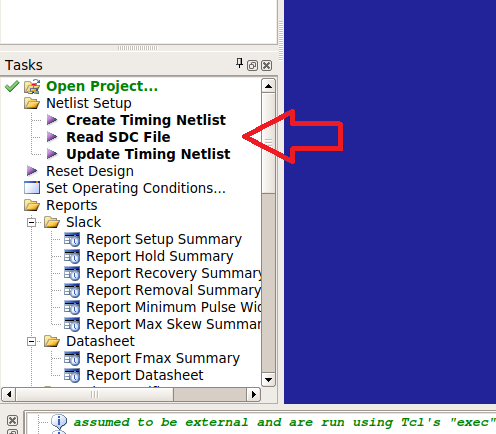 Tasks
Open Project...
Netlist Setup
Create Timing Netlist
Read SDC File
Update Timing Netlist
Reset Design
Set Operating Conditions...
Reports
Slack
Report Setup Summary
Report Hold Summary
Report Recovery Summary
Report Removal Summary
Report Minimum Pulse Wid
Report Max Skew Summar
Datasheet
Report Fmax Summary
Report Datasheet
assumed to be external and are run using Tcl's "exec"